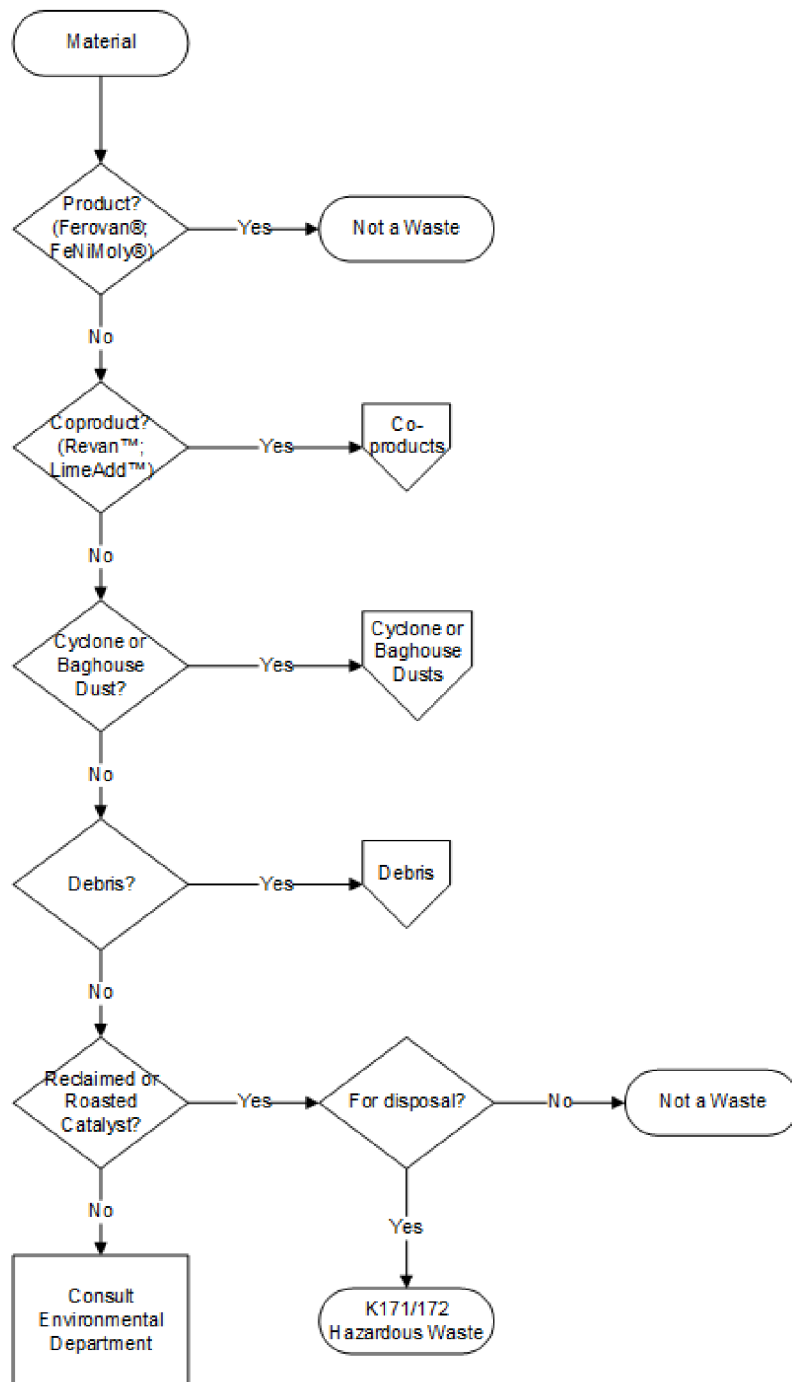 Material
Product?
(Ferovan®;
FeNiMoly®)
Yes
Not a Waste
No
Coproduct?
(Revan™;
LimeAdd™)
Yes
Co-
products
No
Cyclone or
Baghouse
Dust?
Yes
Cyclone or
Baghouse
Dusts
No
Debris?
Yes
Debris
No
Reclaimed or
Roasted
Catalyst?
Yes
For disposal?
No
Not a Waste
No
Yes
Consult
Environmental
Department
K171/172
Hazardous Waste